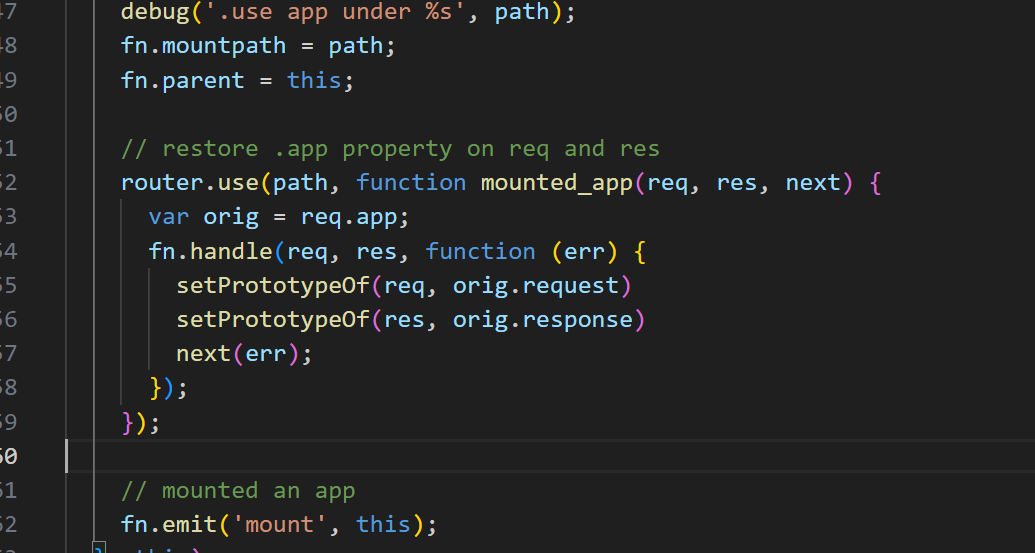 47 debug('.use app under %s', path);
48 fn.mountpath = path;
49 fn.parent = this;
50
51 // restore .app property on req and res
52 router.use(path, function mounted_app(req, res, next) {
53 var orig = req.app;
54 fn.handle(req, res, function (err) {
55 setPrototypeOf(req, orig.request)
56 setPrototypeOf(res, orig.response)
57 next(err);
58 });
59 });
60
61 // mounted an app
62 fn.emit('mount', this);